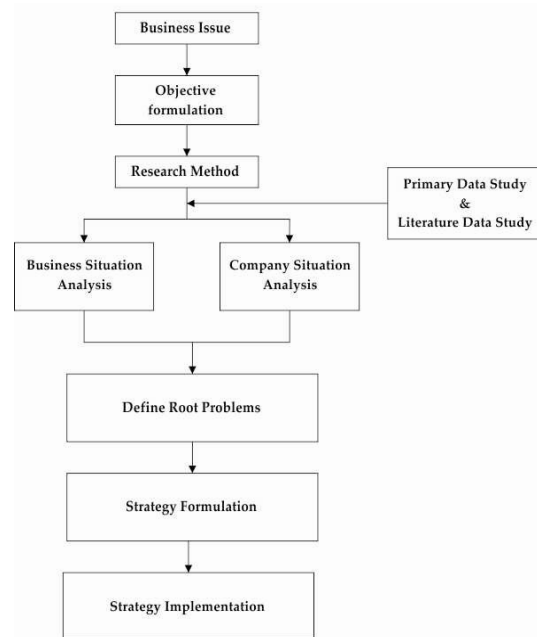 Business Issue
Objective
formulation
Research Method
Primary Data Study
&
Literature Data Study
Business Situation
Analysis
Company Situation
Analysis
Define Root Problems
Strategy Formulation
Strategy Implementation